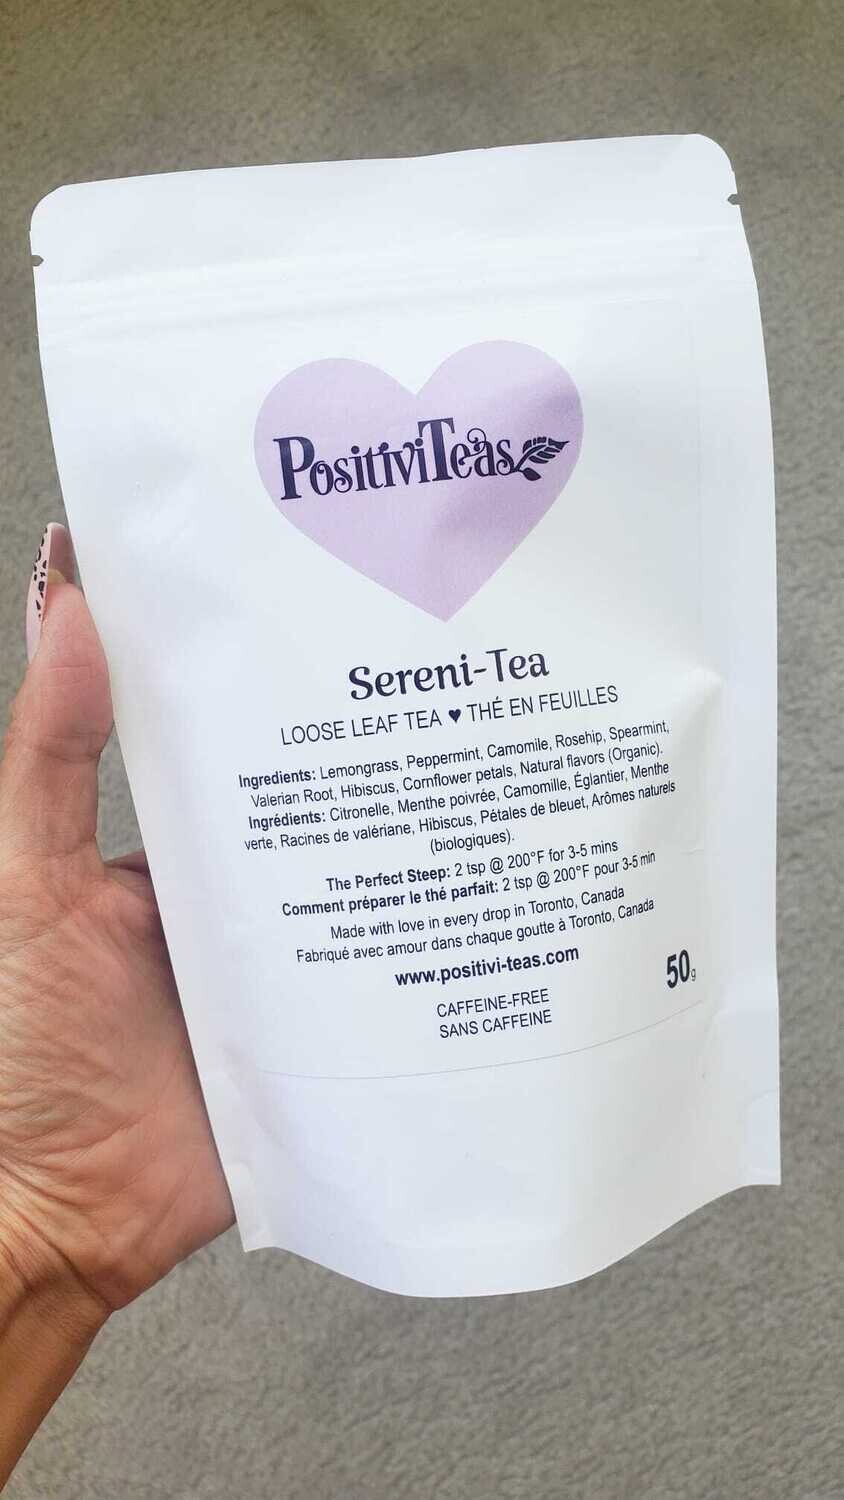 PositiviTeas
Sereni-Tea
LOOSE LEAF TEA ♥ THÉ EN FEUILLES
Ingredients: Lemongrass, Peppermint, Camomile, Rosehip, Spearmint,
Valerian Root, Hibiscus, Cornflower petals, Natural flavors (Organic).
Ingrédients: Citronelle, Menthe poivrée, Camomille, Églantier, Menthe
verte, Racines de valériane, Hibiscus, Pétales de bleuet, Arômes naturels
(biologiques).
The Perfect Steep: 2 tsp @ 200°F for 3-5 mins
Comment préparer le thé parfait: 2 tsp @ 200°F pour 3-5 min
Made with love in every drop in Toronto, Canada
Fabriqué avec amour dans chaque goutte à Toronto, Canada
www.positivi-teas.com
50g
CAFFEINE-FREE
SANS CAFFEINE